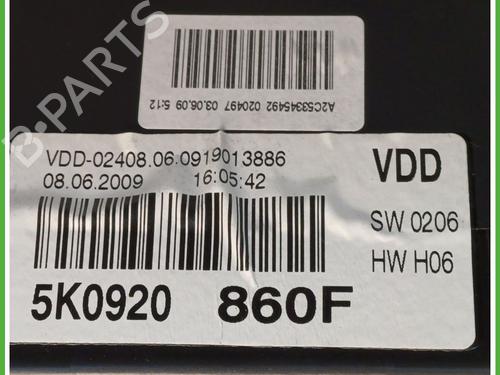 B-PARTS
A2C53345492 020497 03.06.09 5:12
VDD-02408.06.0919013886
08.06.2009 16:05:42
VDD
SW 0206
HW H06
5K0920 860F